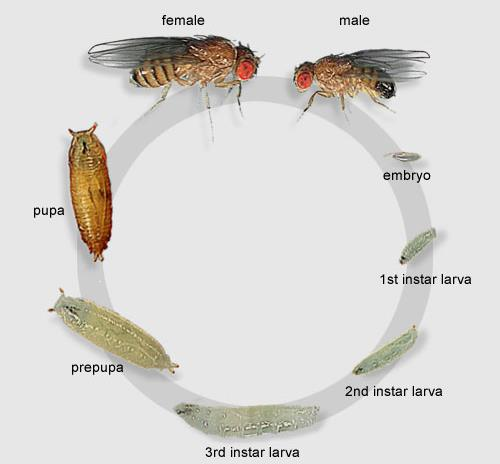 female
male
embryo
1st instar larva
2nd instar larva
3rd instar larva
prepupa
pupa